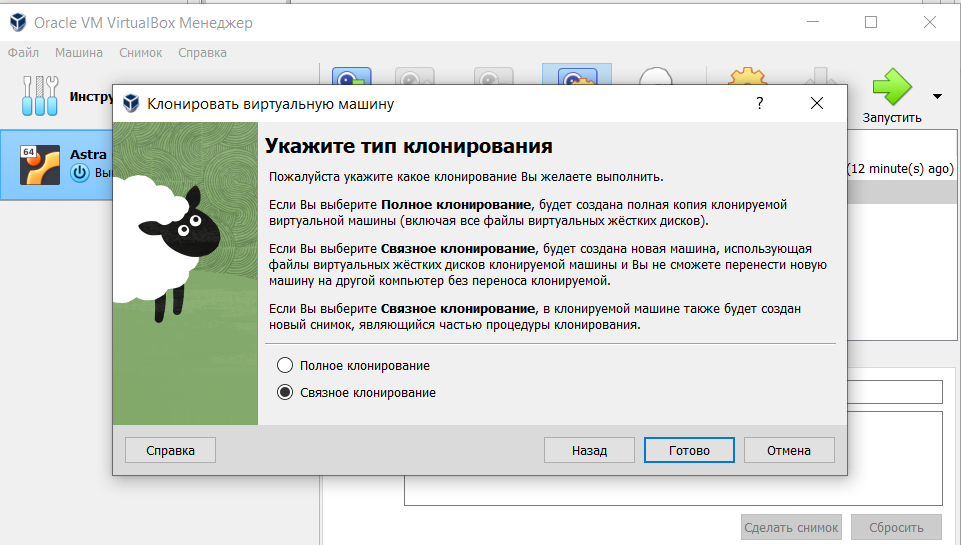 Oracle VM VirtualBox Менеджер
Файл Машина Снимок Справка
Инстру
Запустить
64
Astra
Вы
(12 minute(s) ago)
Клонировать виртуальную машину
?
Укажите тип клонирования
Пожалуйста укажите какое клонирование Вы желаете выполнить.
Если Вы выберите Полное клонирование, будет создана полная копия клонируемой
виртуальной машины (включая все файлы виртуальных жёстких дисков).
Если Вы выберите Связное клонирование, будет создана новая машина, использующая
файлы виртуальных жёстких дисков клонируемой машины и Вы не сможете перенести новую
машину на другой компьютер без переноса клонируемой.
Если Вы выберите Связное клонирование, в клонируемой машине также будет создан
новый снимок, являющийся частью процедуры клонирования.
Полное клонирование
Связное клонирование
Справка Назад Готово Отмена
Сделать снимок Сбросить